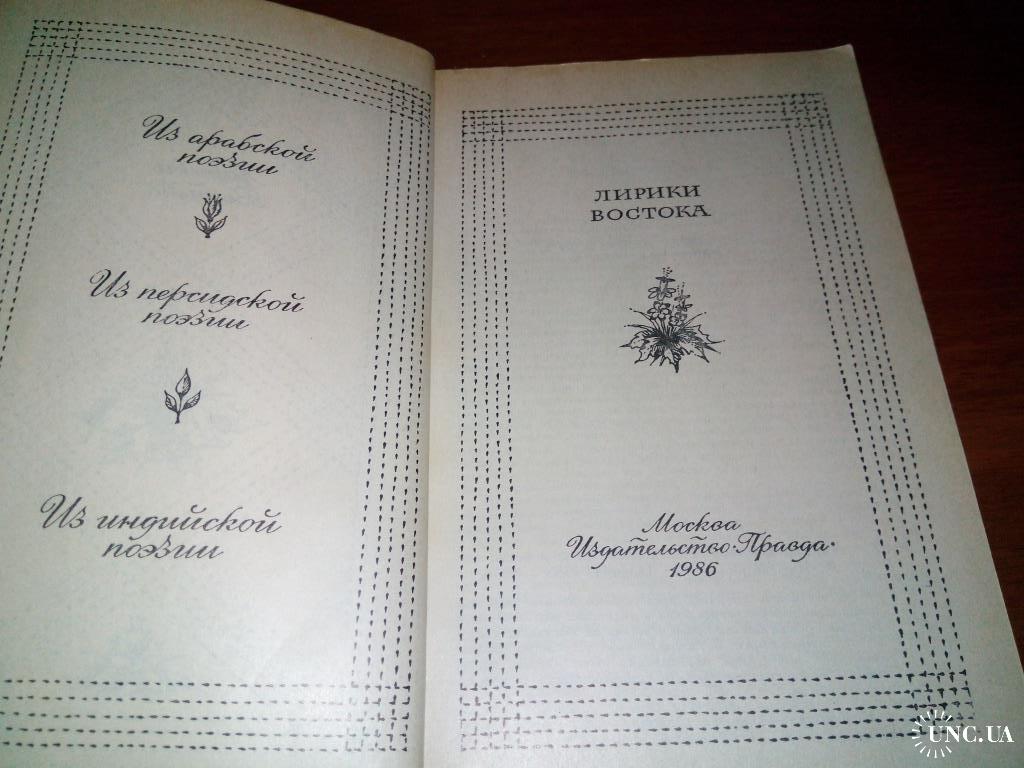 Из арабской
поэзии
Из персидской
поэзии
Из индийской
поэзии
ЛИРИКИ
ВОСТОКА
Москва
Издательство·Правда·
1986
UNC.UA